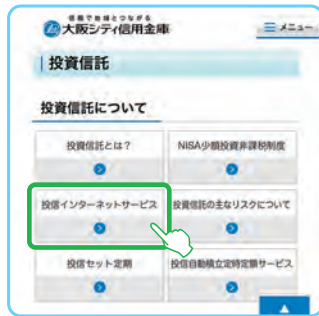 信頼で地域とつながる
大阪シティ信用金庫
メニュー
投資信託
投資信託について
投資信託とは？
NISA少額投資非課税制度
投信インターネットサービス
投資信託の主なリスクについて
投信セット定期
投信自動積立定時定額サービス